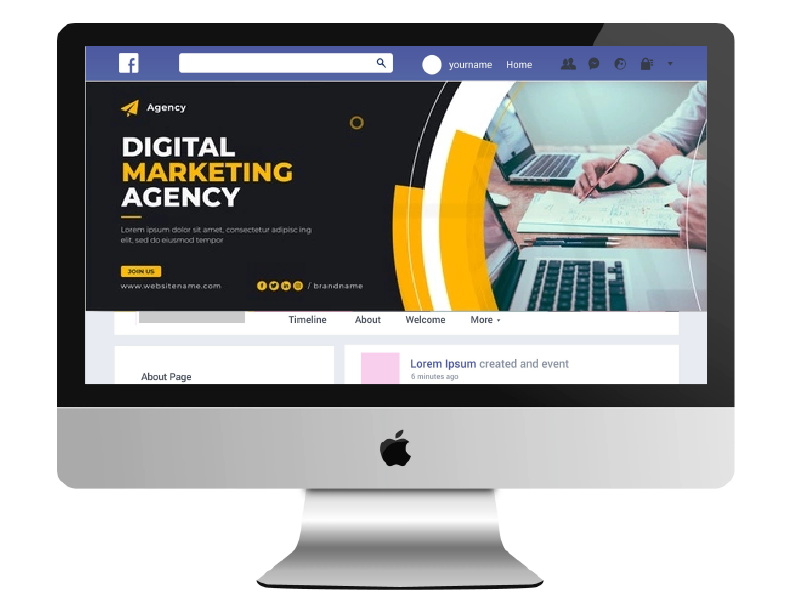 f
yourname Home
Agency
DIGITAL
MARKETING
AGENCY
Lorem ipsum dolor sit amet, consectetur adipiscing
elit, sed do eiusmod tempor
JOIN US
www.websitename.com
/ brandname
Timeline About Welcome More
Lorem Ipsum created and event
6 minutes ago
About Page